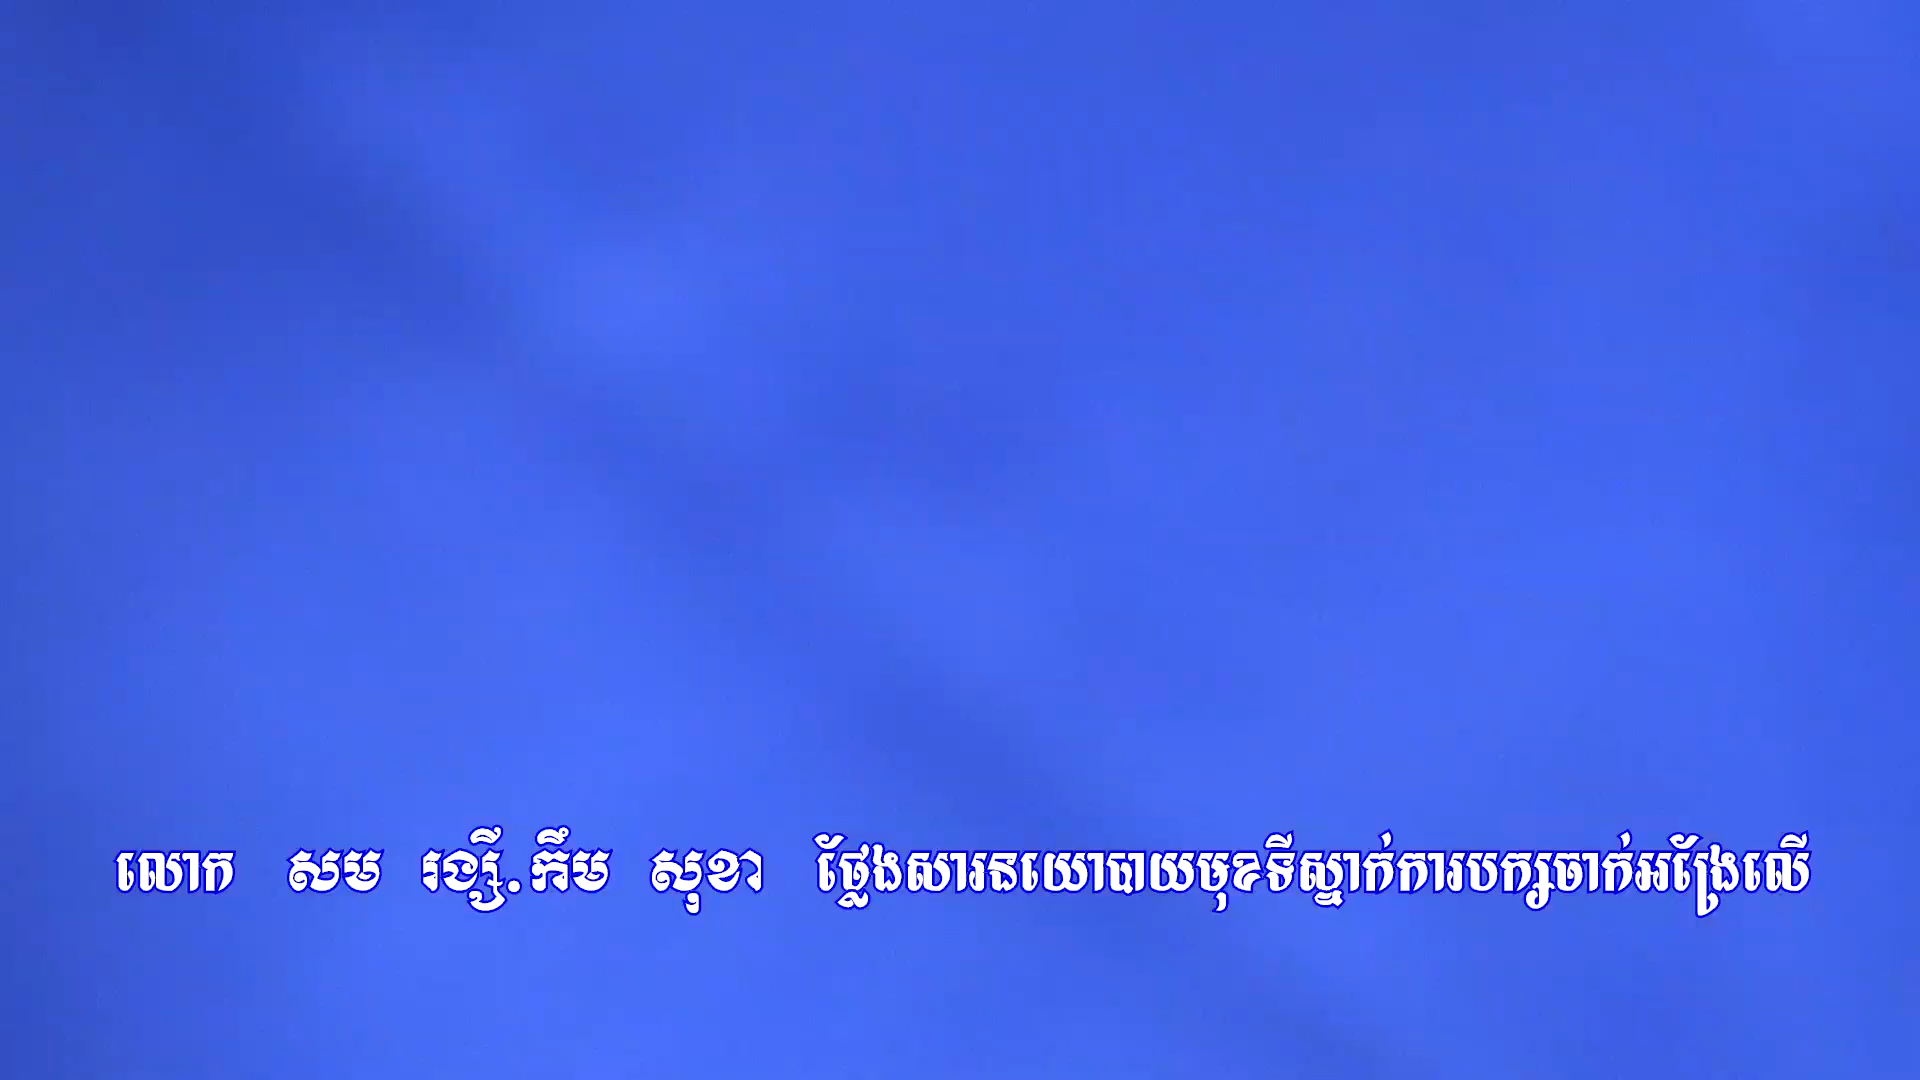 លោក សម រង្ស៊ី.កឹម សុខា ថ្លែងសារនយោបាយមុខទីស្នាក់ការបក្សចាក់អង្រែលើ